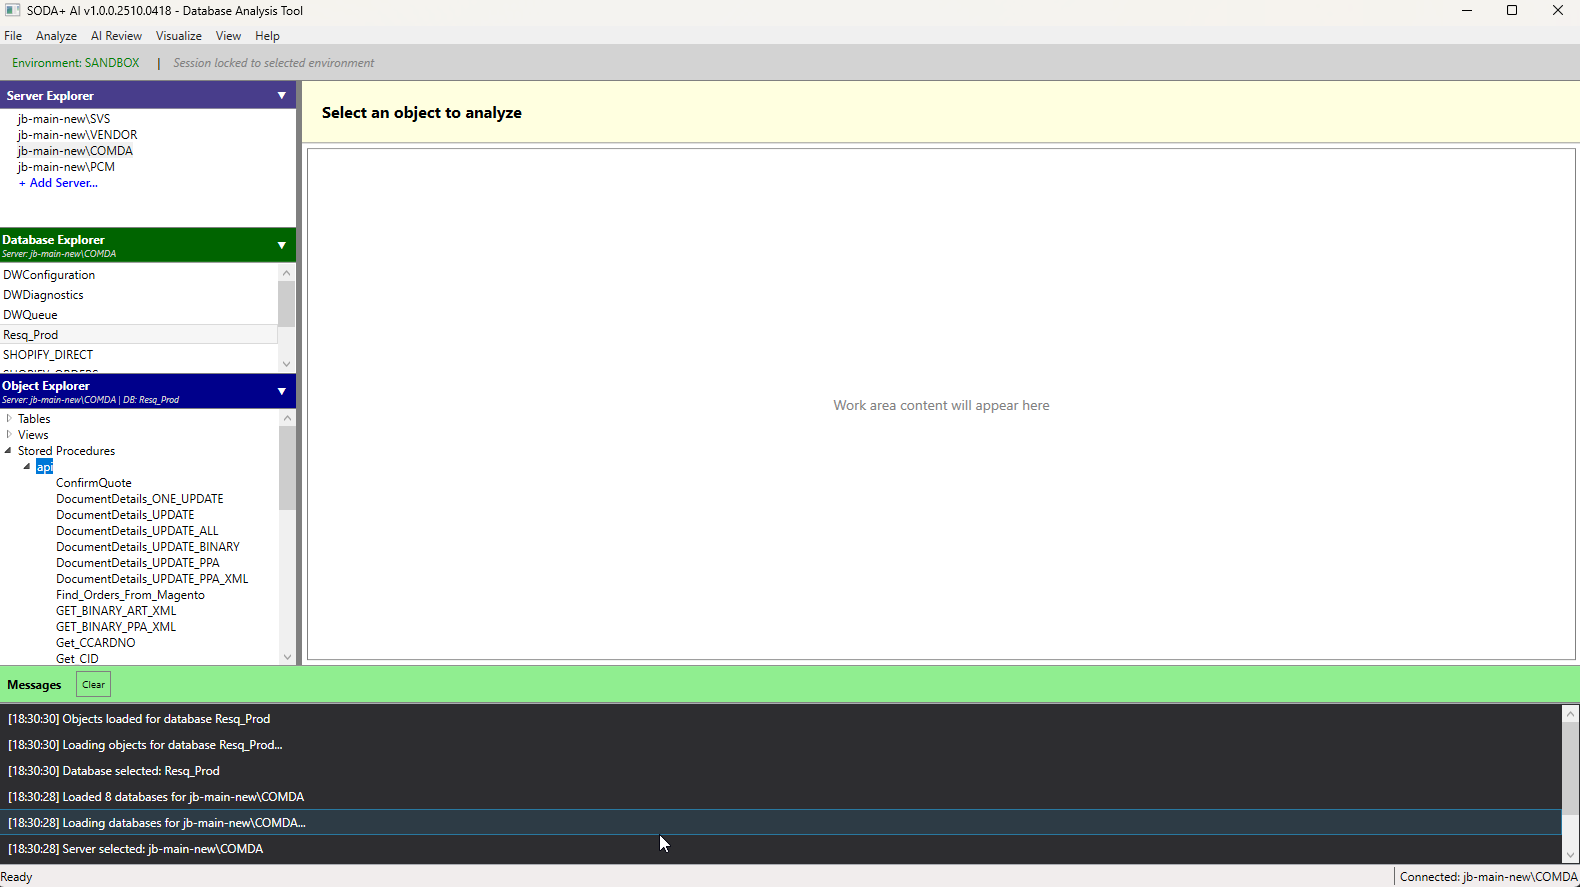 SODA+ AI v1.0.0.2510.0418 - Database Analysis Tool
File Analyze AI Review Visualize View Help
Environment: SANDBOX | Session locked to selected environment
Server Explorer
jb-main-new\SVS
jb-main-new\VENDOR
jb-main-new\COMDA
jb-main-new\PCM
+ Add Server...
Database Explorer
Server: jb-main-new\COMDA
DWConfiguration
DWDiagnostics
DWQueue
Resq_Prod
SHOPIFY_DIRECT
Object Explorer
Server: jb-main-new\COMDA | DB: Resq_Prod
Tables
Views
Stored Procedures
api
ConfirmQuote
DocumentDetails_ONE_UPDATE
DocumentDetails_UPDATE
DocumentDetails_UPDATE_ALL
DocumentDetails_UPDATE_BINARY
DocumentDetails_UPDATE_PPA
DocumentDetails_UPDATE_PPA_XML
Find_Orders_From_Magento
GET_BINARY_ART_XML
GET_BINARY_PPA_XML
Get_CCARDNO
Get_CID
Select an object to analyze
Work area content will appear here
Messages Clear
[18:30:30] Objects loaded for database Resq_Prod
[18:30:30] Loading objects for database Resq_Prod...
[18:30:30] Database selected: Resq_Prod
[18:30:28] Loaded 8 databases for jb-main-new\COMDA
[18:30:28] Loading databases for jb-main-new\COMDA...
[18:30:28] Server selected: jb-main-new\COMDA
Ready
Connected: jb-main-new\COMDA